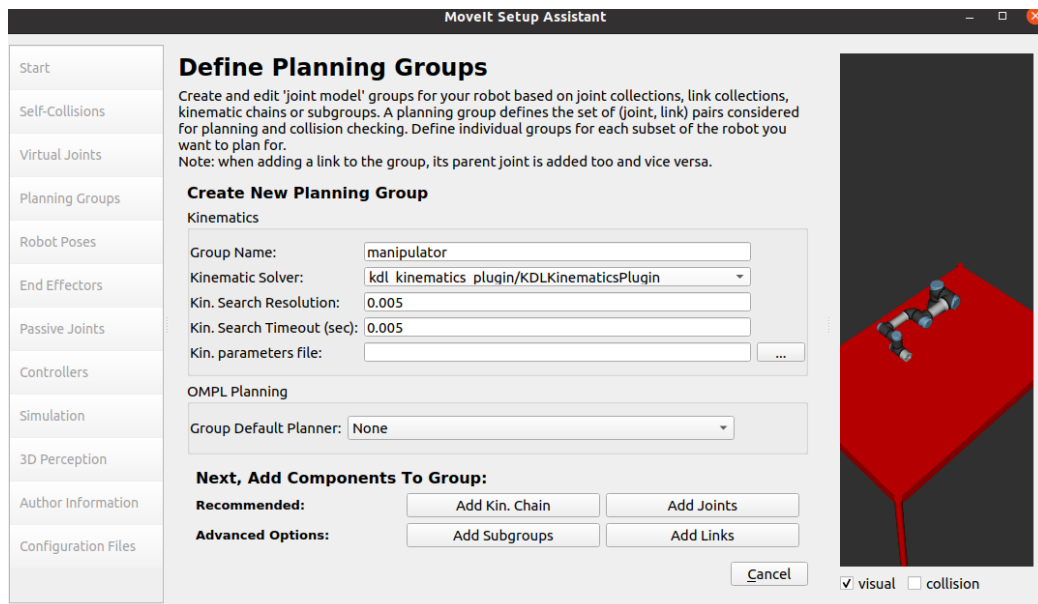 MoveIt Setup Assistant
Start
Self-Collisions
Virtual Joints
Planning Groups
Robot Poses
End Effectors
Passive Joints
Controllers
Simulation
3D Perception
Author Information
Configuration Files
Define Planning Groups
Create and edit 'joint model' groups for your robot based on joint collections, link collections,
kinematic chains or subgroups. A planning group defines the set of (joint, link) pairs considered
for planning and collision checking. Define individual groups for each subset of the robot you
want to plan for.
Note: when adding a link to the group, its parent joint is added too and vice versa.
Create New Planning Group
Kinematics
Group Name: manipulator
Kinematic Solver: kdl_kinematics_plugin/KDLKinematicsPlugin
Kin. Search Resolution: 0.005
Kin. Search Timeout (sec): 0.005
Kin. parameters file: ...
OMPL Planning
Group Default Planner: None
Next, Add Components To Group:
Recommended: Add Kin. Chain Add Joints
Advanced Options: Add Subgroups Add Links
Cancel
visual collision